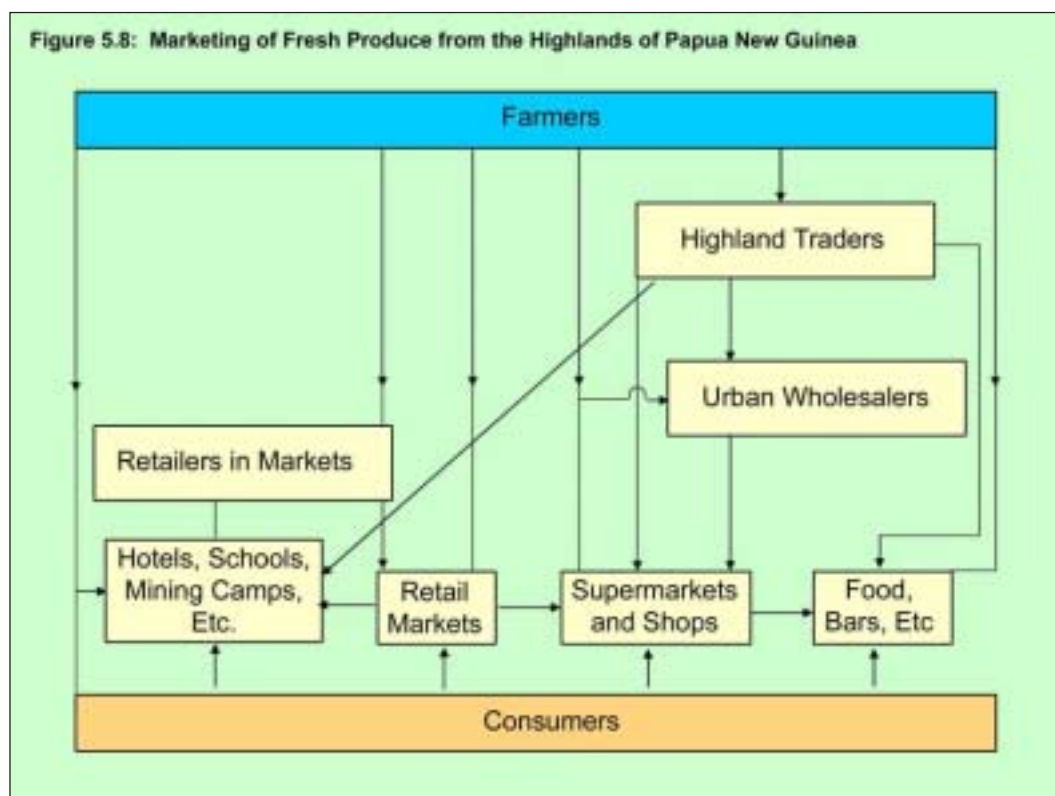 Figure 5.8: Marketing of Fresh Produce from the Highlands of Papua New Guinea
Farmers
Highland Traders
Urban Wholesalers
Retailers in Markets
Hotels, Schools,
Mining Camps,
Etc.
Retail
Markets
Supermarkets
and Shops
Food,
Bars, Etc
Consumers